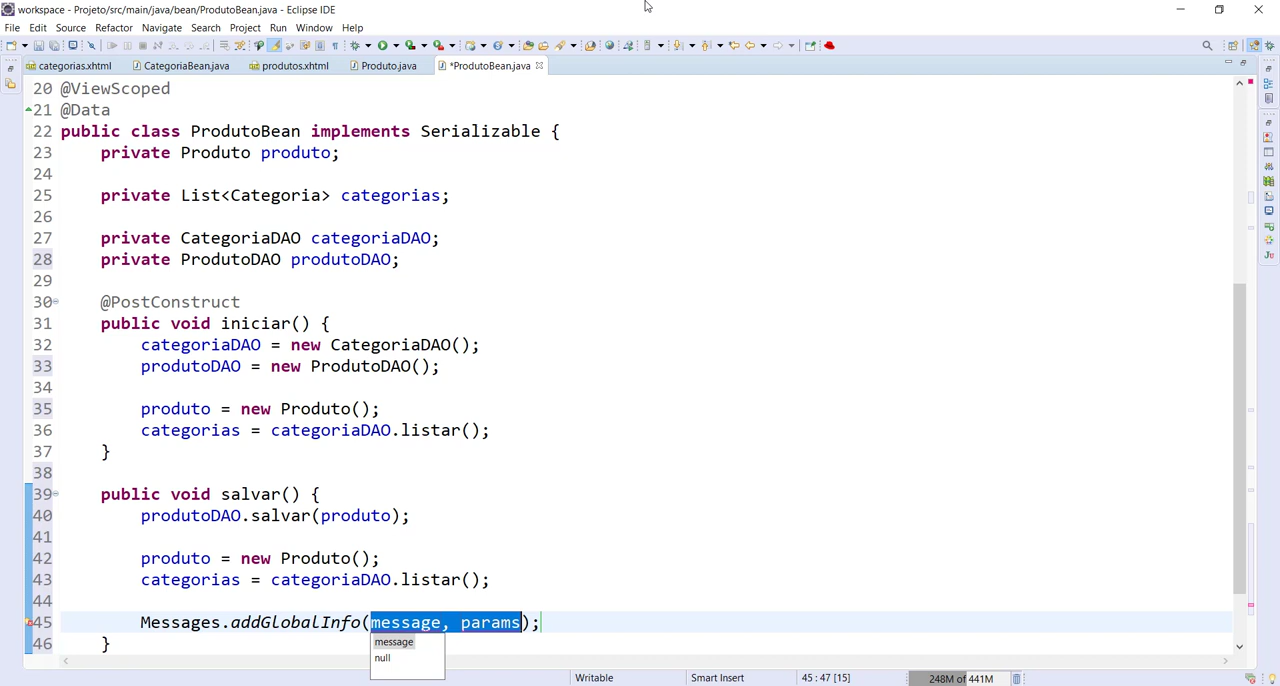 workspace - Projeto/src/main/java/bean/ProdutoBean.java - Eclipse IDE
File Edit Source Refactor Navigate Search Project Run Window Help
categorias.xhtml CategoriaBean.java produtos.xhtml Produto.java *ProdutoBean.java
20 @ViewScoped
21 @Data
22 public class ProdutoBean implements Serializable {
23 private Produto produto;
24
25 private List<Categoria> categorias;
26
27 private CategoriaDAO categoriaDAO;
28 private ProdutoDAO produtoDAO;
29
30 @PostConstruct
31 public void iniciar() {
32 categoriaDAO = new CategoriaDAO();
33 produtoDAO = new ProdutoDAO();
34
35 produto = new Produto();
36 categorias = categoriaDAO.listar();
37 }
38
39 public void salvar() {
40 produtoDAO.salvar(produto);
41
42 produto = new Produto();
43 categorias = categoriaDAO.listar();
44
45 Messages.addGlobalInfo(message, params);
46 }
message
null
Writable Smart Insert 45 : 47 [15] 248M of 441M